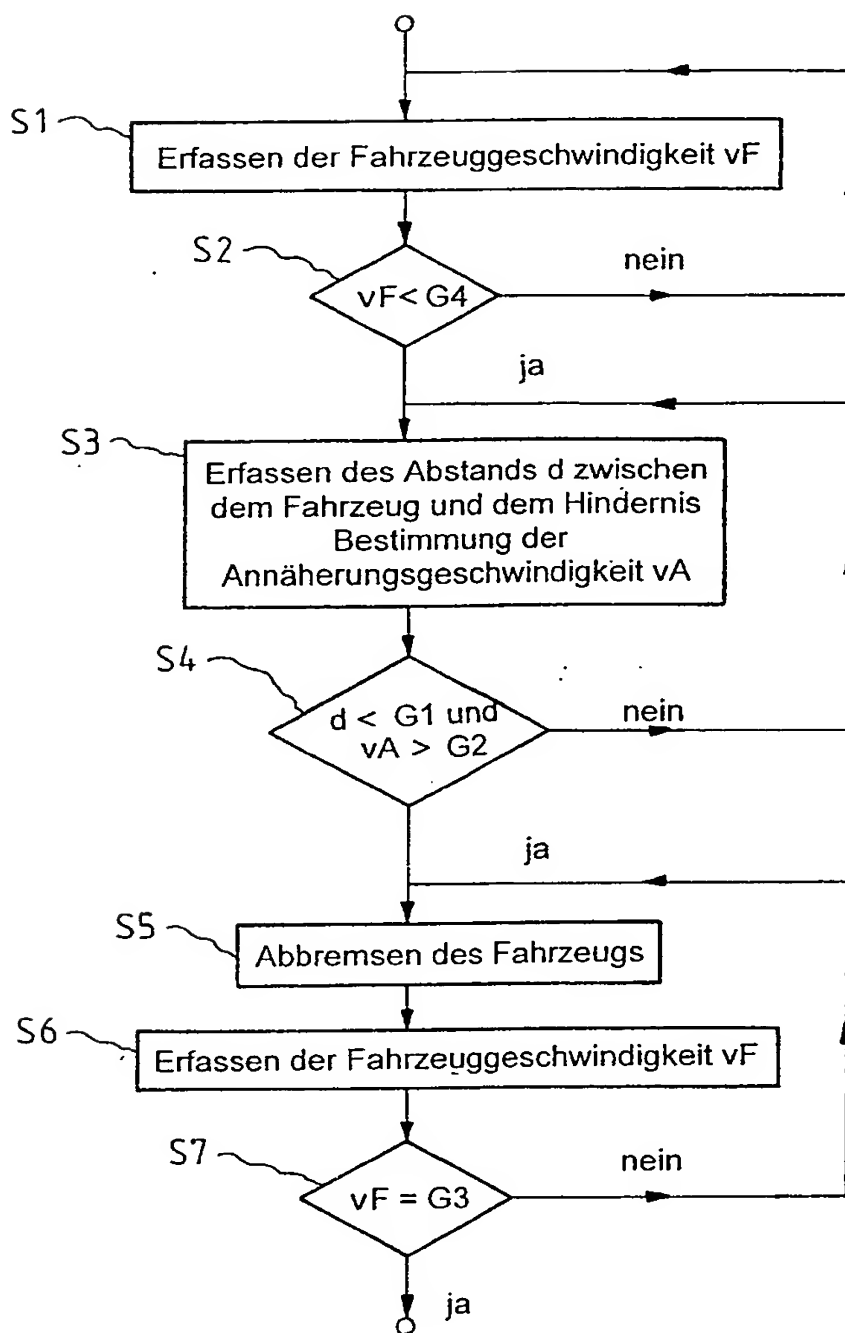 S1
Erfassen der Fahrzeuggeschwindigkeit vF
S2
vF< G4
nein
ja
S3
Erfassen des Abstands d zwischen
dem Fahrzeug und dem Hindernis
Bestimmung der
Annäherungsgeschwindigkeit vA
S4
d < G1 und
vA > G2
nein
ja
S5
Abbremsen des Fahrzeugs
S6
Erfassen der Fahrzeuggeschwindigkeit vF
S7
vF = G3
nein
ja